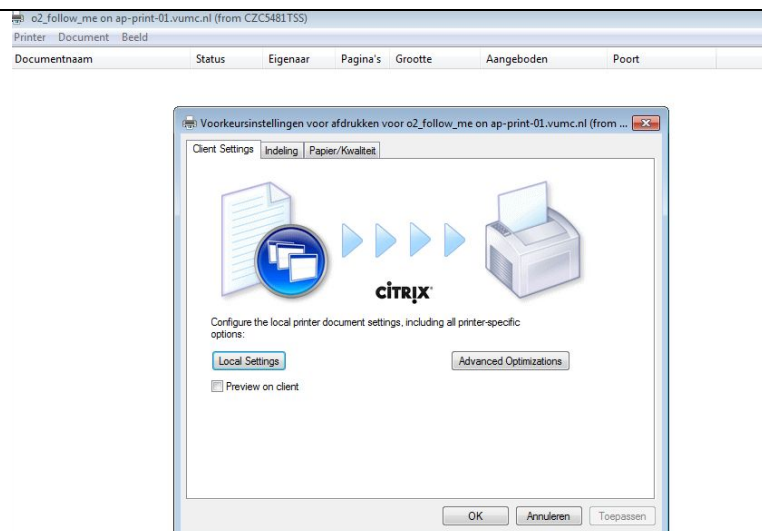 o2_follow_me on ap-print-01.vumc.nl (from CZC5481TSS)
Printer Document Beeld
Documentnaam Status Eigenaar Pagina's Grootte Aangeboden Poort
Voorkeursinstellingen voor afdrukken voor o2_follow_me on ap-print-01.vumc.nl (from ...
Client Settings Indeling Papier/Kwaliteit
CITRIX
Configure the local printer document settings, including all printer-specific
options:
Local Settings Advanced Optimizations
Preview on client
OK Annuleren Toepassen